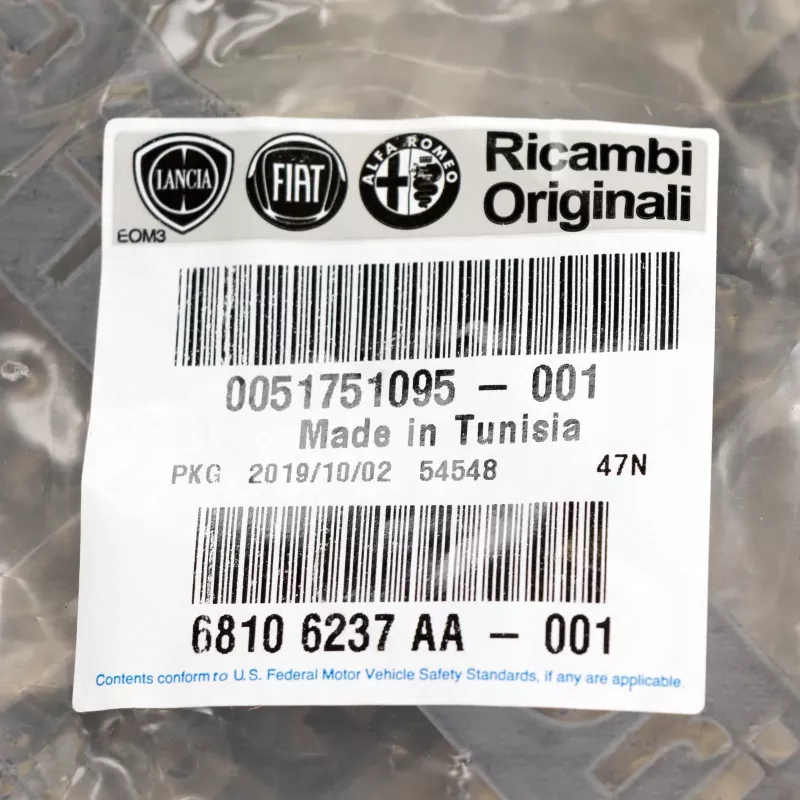 LANCIA
FIAT
ALFA ROMEO
Ricambi
Originali
EOM3
0051751095 - 001
Made in Tunisia
PKG 2019/10/02 54548 47N
6810 6237 AA - 001
Contents conform to U.S. Federal Motor Vehicle Safety Standards, if any are applicable.